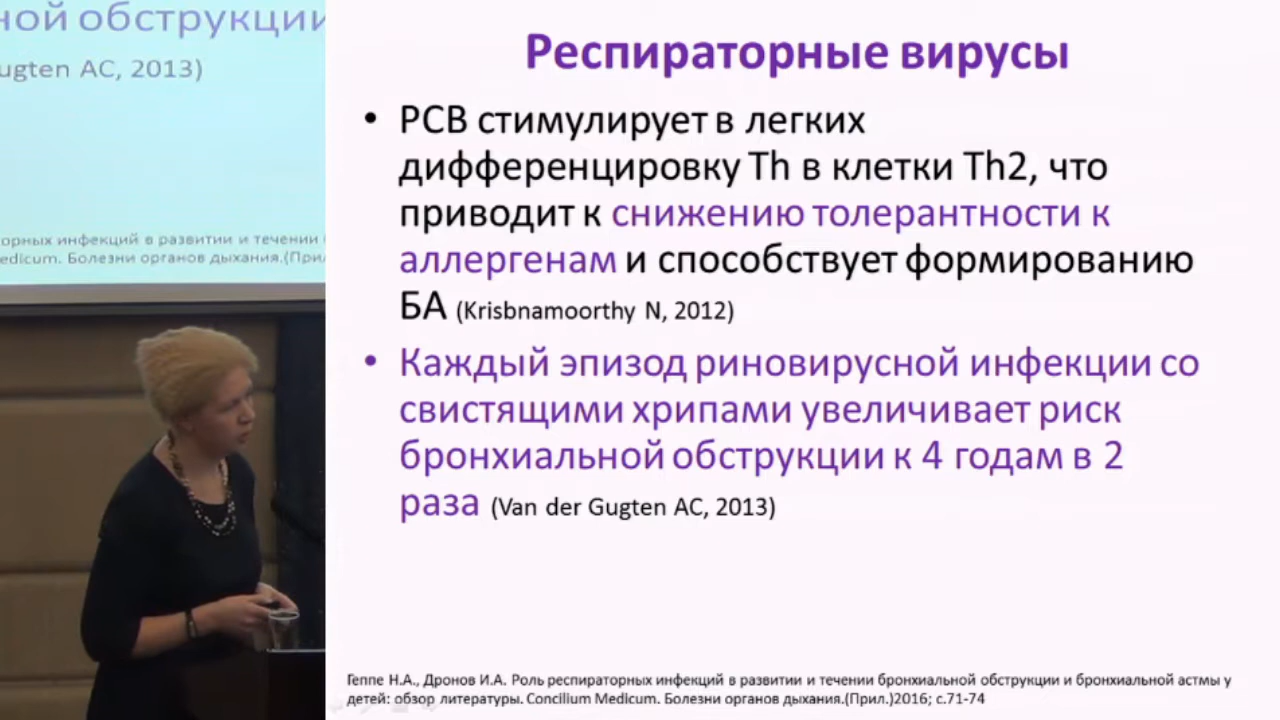 ной обструкции
ugten AC, 2013)
орных инфекций в развитии и течении
edicum. Болезни органов дыхания.(При
Респираторные вирусы
• РСВ стимулирует в легких
дифференцировку Th в клетки Th2, что
приводит к снижению толерантности к
аллергенам и способствует формированию
БА (Krisbnamoorthy N, 2012)
• Каждый эпизод риновирусной инфекции со
свистящими хрипами увеличивает риск
бронхиальной обструкции к 4 годам в 2
раза (Van der Gugten AC, 2013)
Геппе Н.А., Дронов И.А. Роль респираторных инфекций в развитии и течении бронхиальной обструкции и бронхиальной астмы у
детей: обзор литературы. Concilium Medicum. Болезни органов дыхания.(Прил.)2016; с.71-74